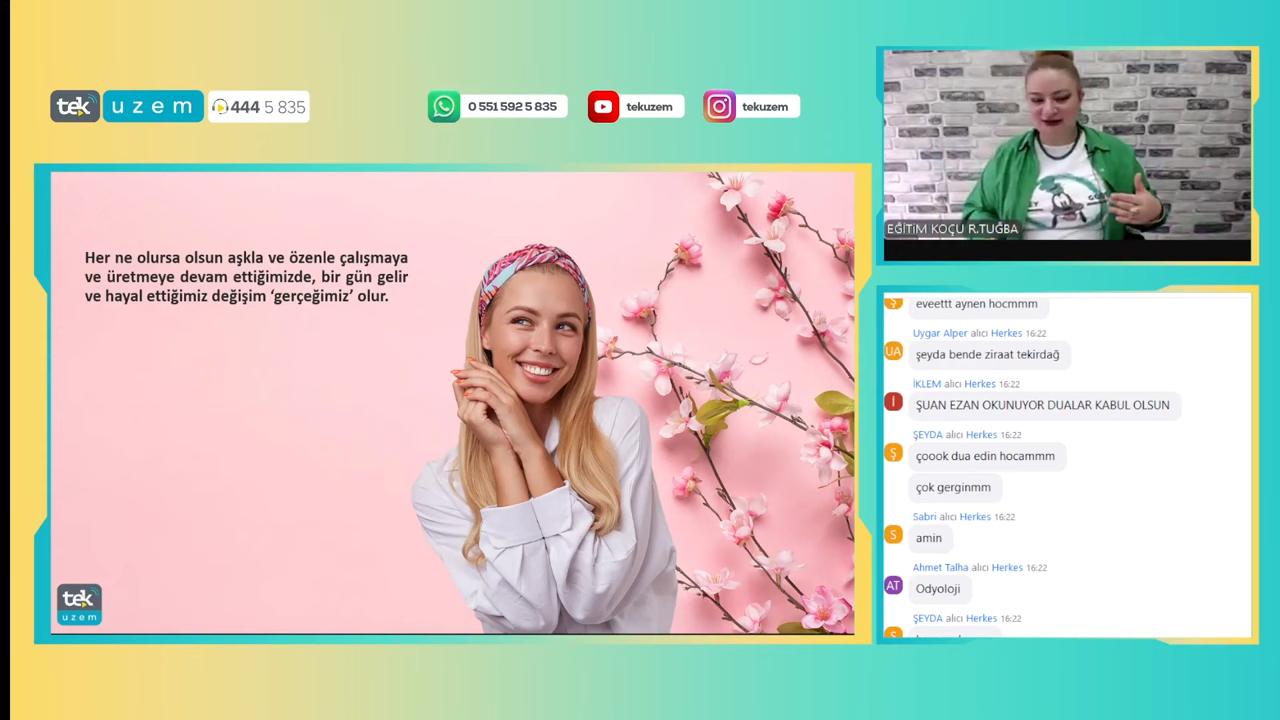 tek uzem 444 5 835
0 551 592 5 835
tekuzem
tekuzem
Her ne olursa olsun aşkla ve özenle çalışmaya
ve üretmeye devam ettiğimizde, bir gün gelir
ve hayal ettiğimiz değişim ‘gerçeğimiz’ olur.
tek
uzem
EĞİTİM KOÇU R.TUĞBA
Ş
eveettt aynen hocmmm
Uygar Alper alıcı Herkes 16:22
UA
şeyda bende ziraat tekirdağ
İKLEM alıcı Herkes 16:22
İ
ŞUAN EZAN OKUNUYOR DUALAR KABUL OLSUN
ŞEYDA alıcı Herkes 16:22
Ş
çoook dua edin hocammm
çok gerginmm
Sabri alıcı Herkes 16:22
S
amin
Ahmet Talha alıcı Herkes 16:22
AT
Odyoloji
ŞEYDA alıcı Herkes 16:22